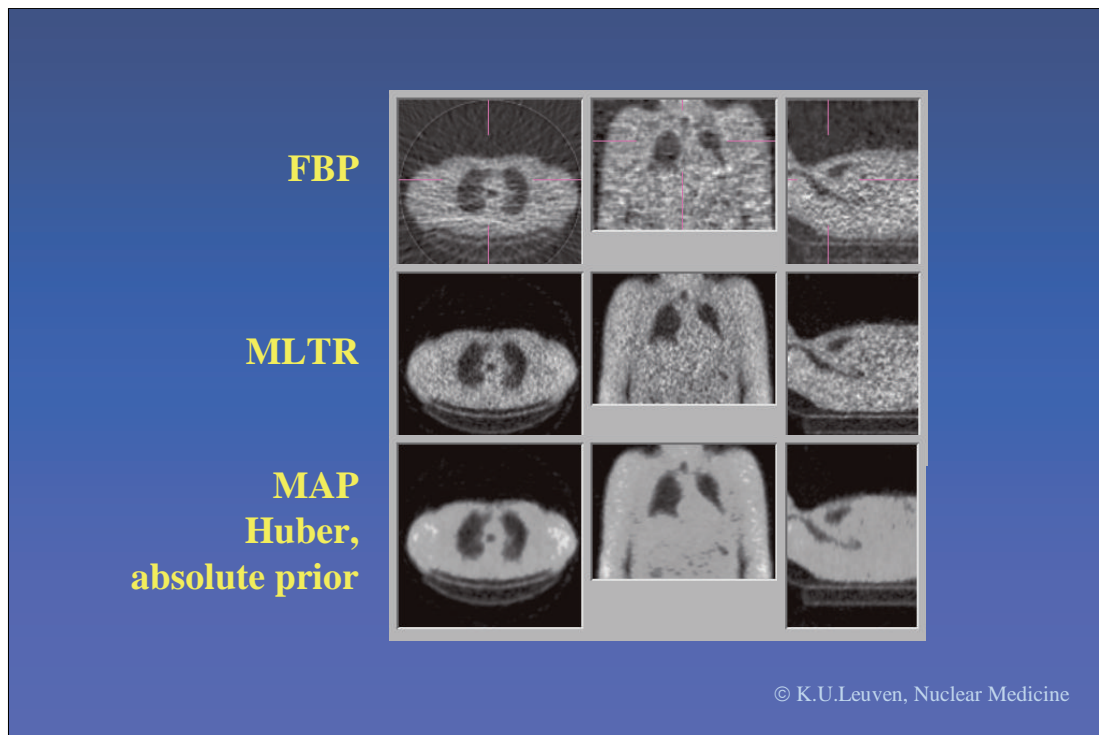 FBP
MLTR
MAP
Huber,
absolute prior
© K.U.Leuven, Nuclear Medicine